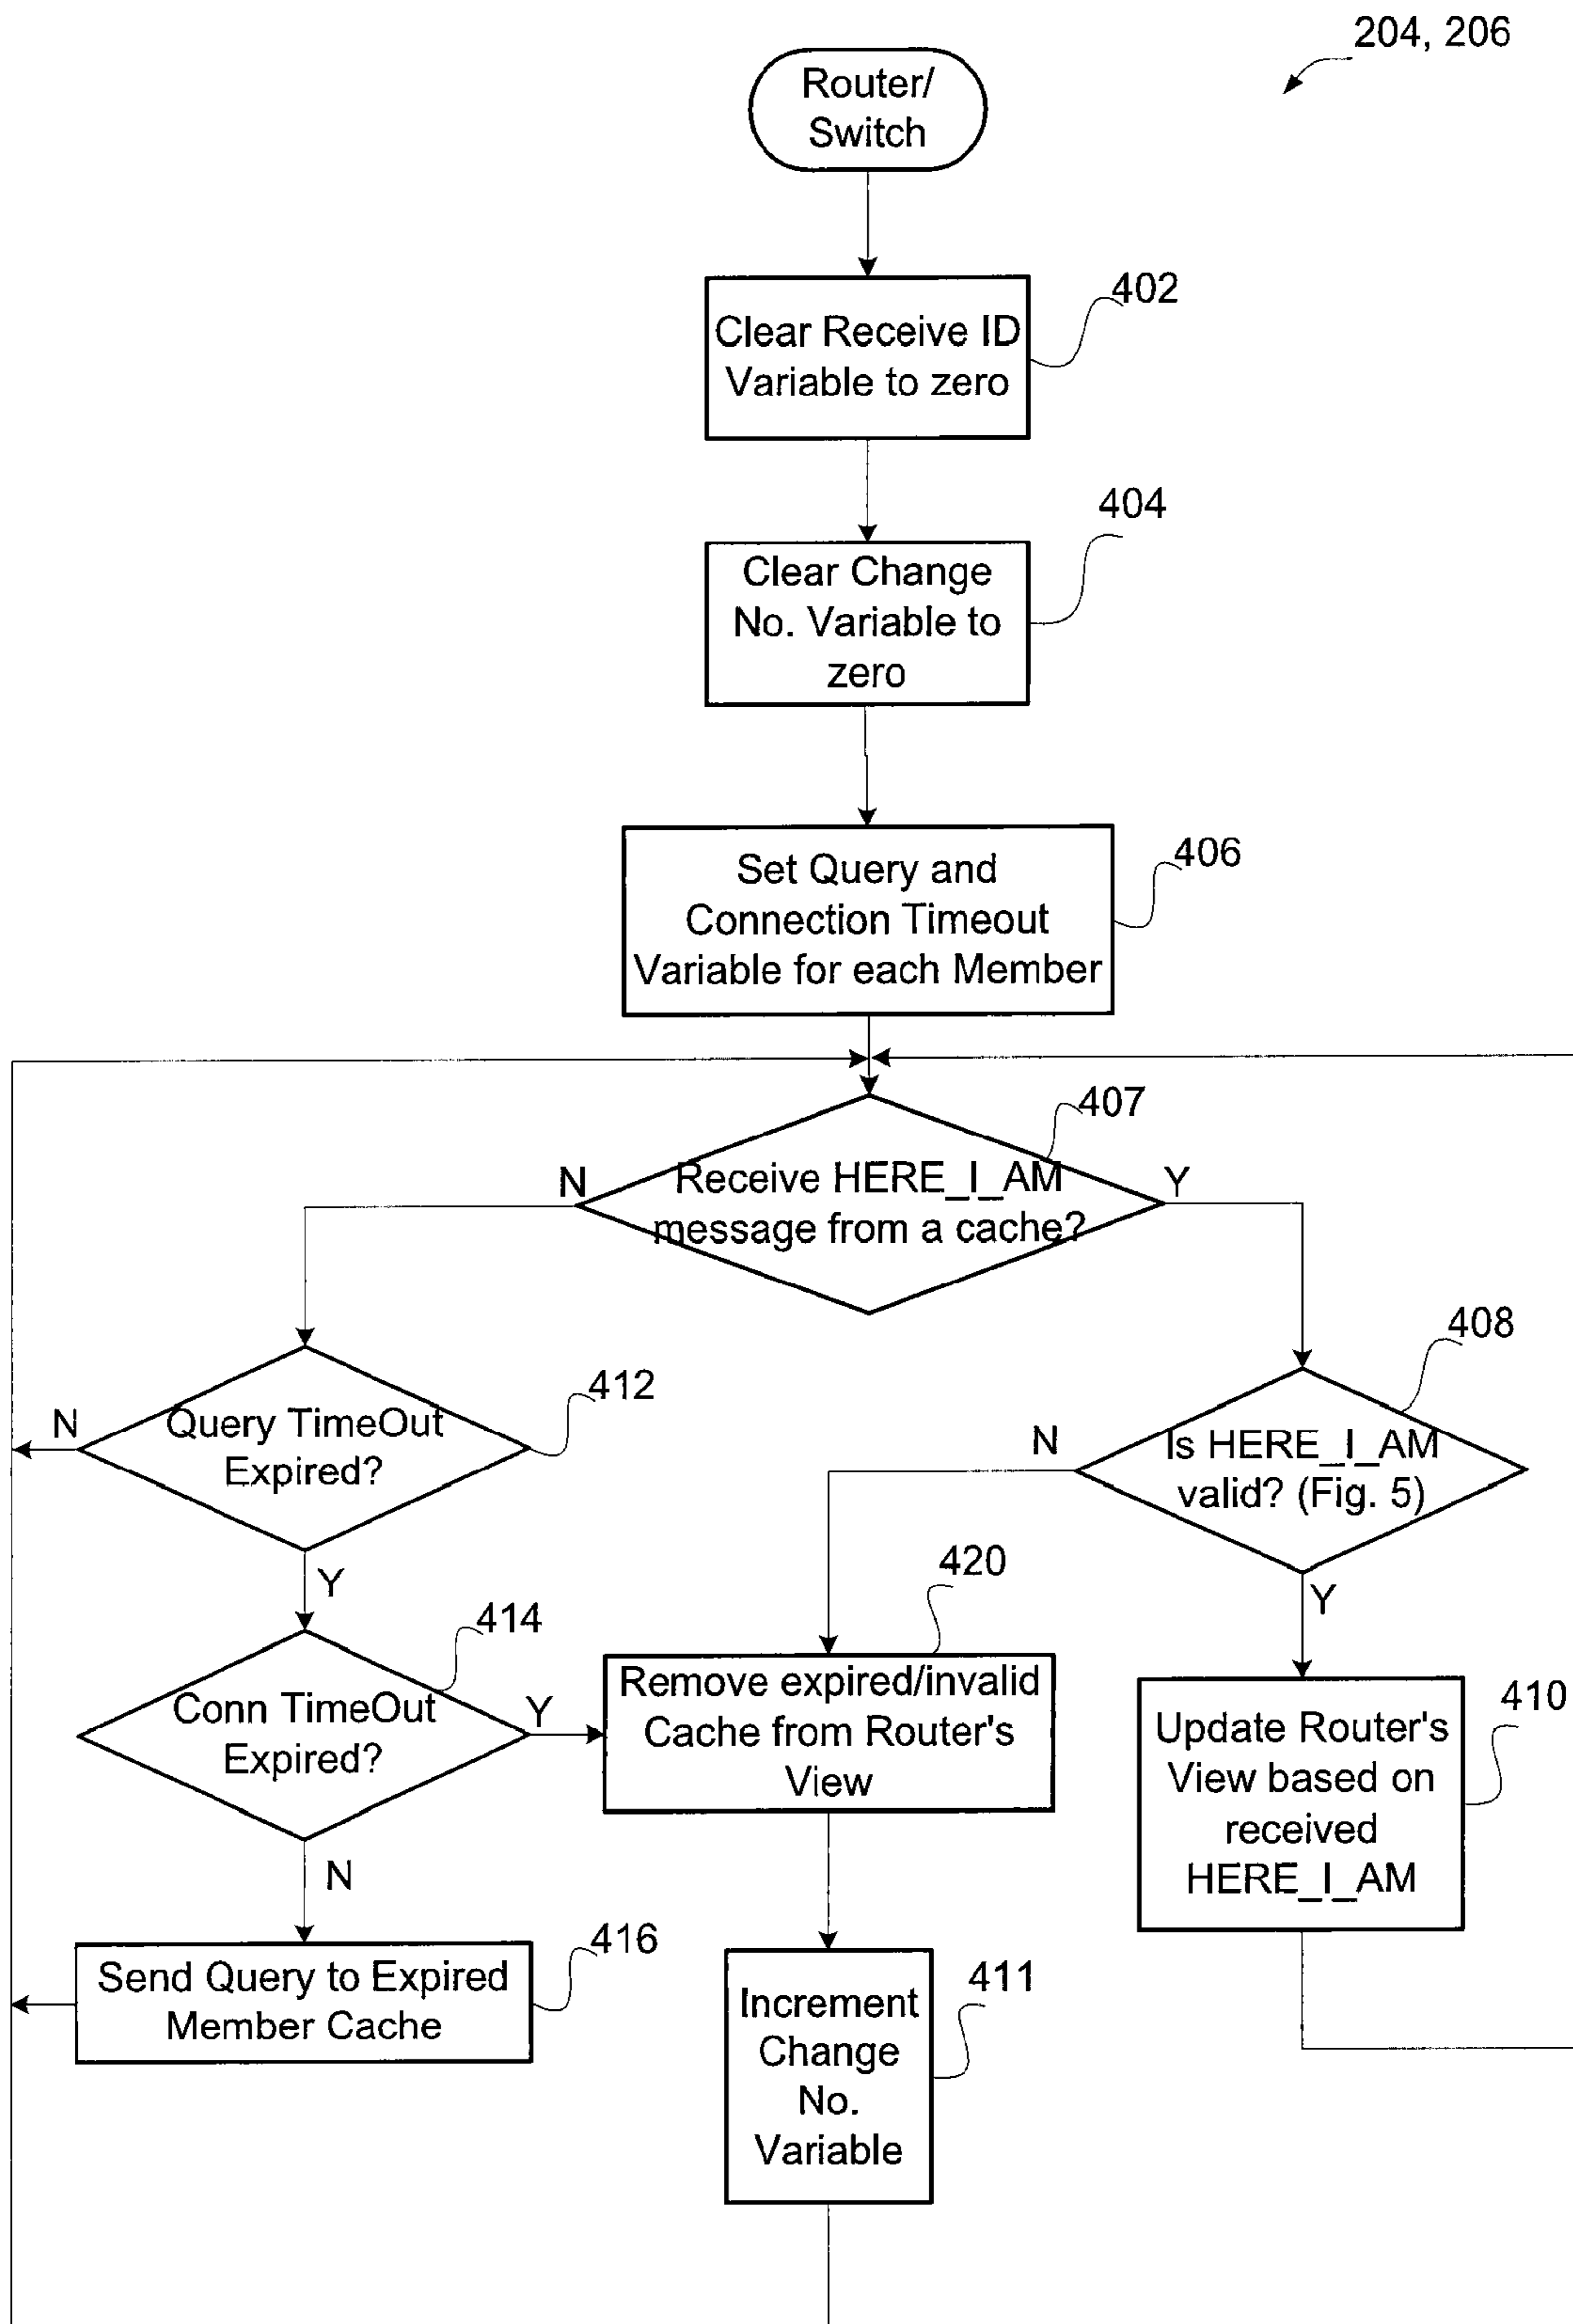 204, 206
Router/
Switch
402
Clear Receive ID
Variable to zero
404
Clear Change
No. Variable to
zero
406
Set Query and
Connection Timeout
Variable for each Member
407
N
Receive HERE_I_AM
message from a cache?
Y
408
412
N
Query TimeOut
Expired?
N
Is HERE_I_AM
valid? (Fig. 5)
Y
420
Y
414
Conn TimeOut
Expired?
Y
Remove expired/invalid
Cache from Router's
View
410
Update Router's
View based on
received
HERE_I_AM
N
416
Send Query to Expired
Member Cache
411
Increment
Change
No.
Variable